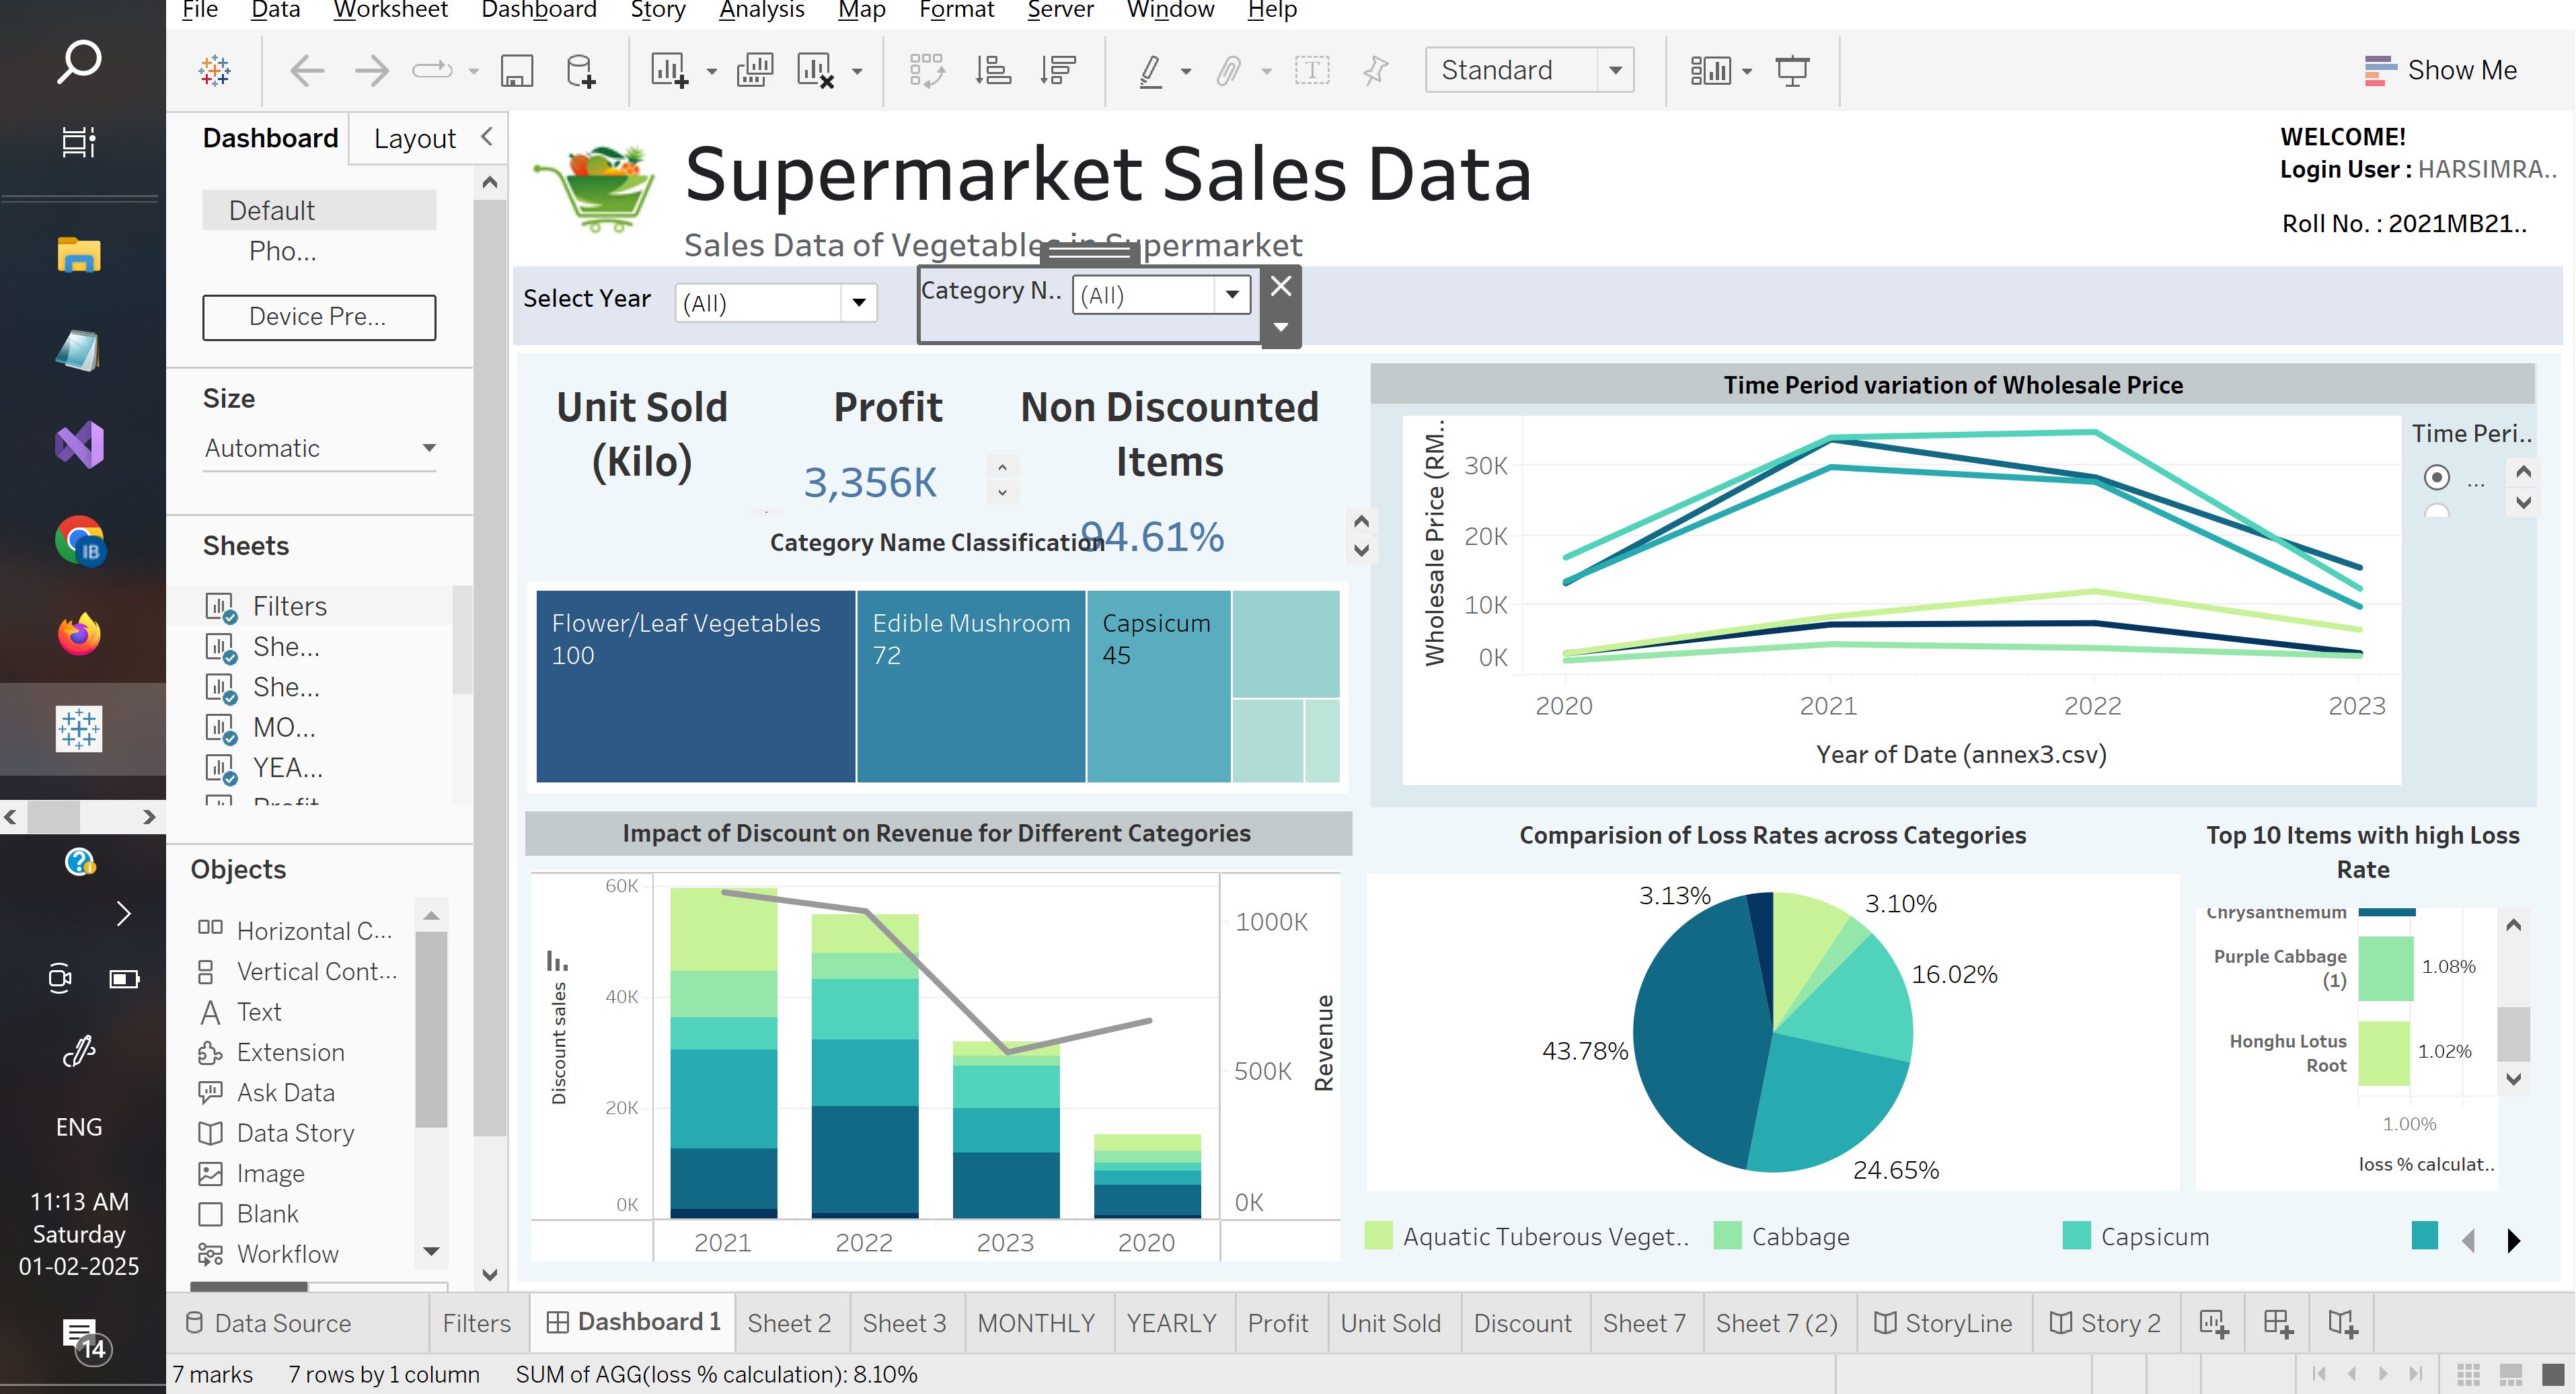 File Data Worksheet Dashboard Story Analysis Map Format Server Window Help
Standard
Show Me
Dashboard Layout
Default
Pho...
Device Pre...
Size
Automatic
Sheets
Filters
She...
She...
MO...
YEA...
Objects
Horizontal C...
Vertical Cont...
Text
Extension
Ask Data
Data Story
Image
Blank
Workflow
Supermarket Sales Data
Sales Data of Vegetables in Supermarket
WELCOME!
Login User : HARSIMRA..
Roll No. : 2021MB21..
Select Year (All)
Category N.. (All)
Unit Sold
(Kilo)
Profit
3,356K
Non Discounted
Items
94.61%
Category Name Classification
Flower/Leaf Vegetables
100
Edible Mushroom
72
Capsicum
45
Time Period variation of Wholesale Price
Wholesale Price (RM..
30K
20K
10K
0K
2020 2021 2022 2023
Year of Date (annex3.csv)
Time Peri..
...
Impact of Discount on Revenue for Different Categories
Discount sales
60K
40K
20K
0K
2021 2022 2023 2020
1000K
500K
0K
Revenue
Comparision of Loss Rates across Categories
3.13%
3.10%
16.02%
43.78%
24.65%
Top 10 Items with high Loss
Rate
Chrysanthemum
Purple Cabbage
(1)
1.08%
Honghu Lotus
Root
1.02%
1.00%
loss % calculat..
Aquatic Tuberous Veget.. Cabbage Capsicum
Data Source Filters Dashboard 1 Sheet 2 Sheet 3 MONTHLY YEARLY Profit Unit Sold Discount Sheet 7 Sheet 7 (2) StoryLine Story 2
7 marks 7 rows by 1 column SUM of AGG(loss % calculation): 8.10%
IB
ENG
11:13 AM
Saturday
01-02-2025
14